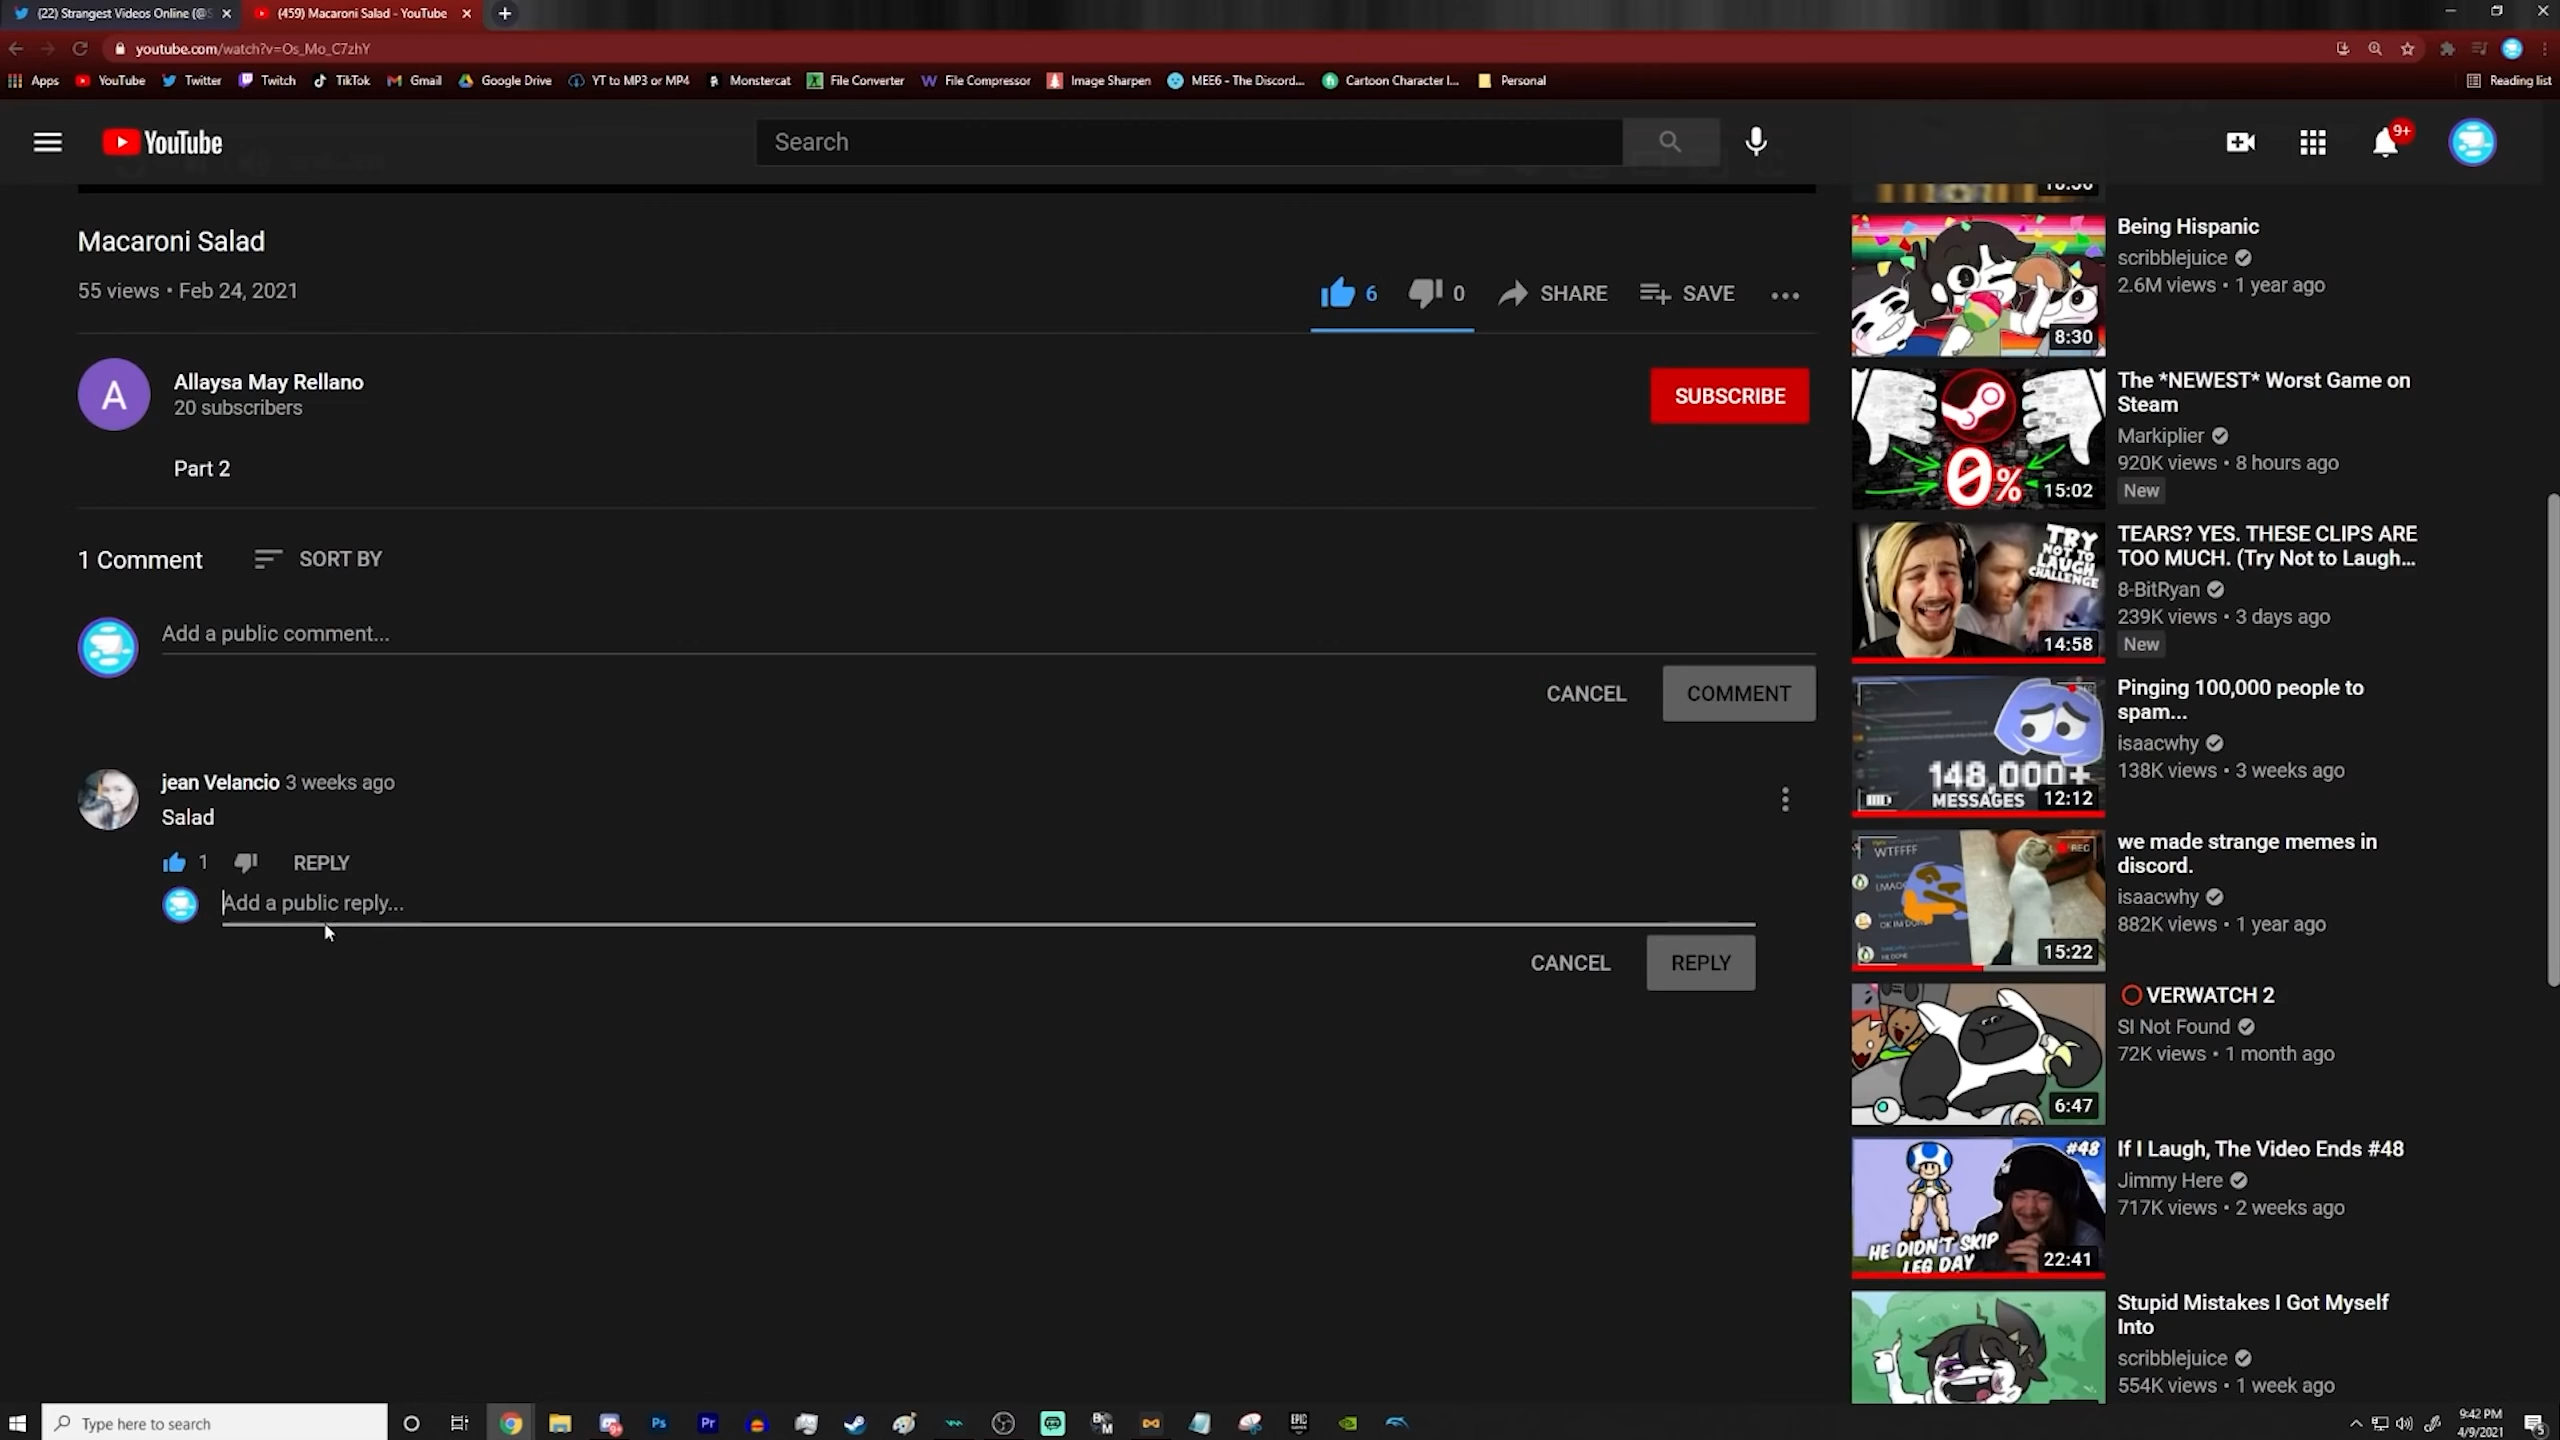 (22) Strangest Videos Online (@S
(459) Macaroni Salad - YouTube
youtube.com/watch?v=Os_Mo_C7zhY
Apps YouTube Twitter Twitch TikTok Gmail Google Drive YT to MP3 or MP4 Monstercat File Converter File Compressor Image Sharpen MEE6 - The Discord... Cartoon Character I... Personal Reading list
YouTube
Search
9+
Macaroni Salad
55 views • Feb 24, 2021
6 0 SHARE SAVE
A
Allaysa May Rellano
20 subscribers
SUBSCRIBE
Part 2
1 Comment SORT BY
Add a public comment...
CANCEL COMMENT
jean Velancio 3 weeks ago
Salad
1 REPLY
Add a public reply...
CANCEL REPLY
Being Hispanic
scribblejuice
2.6M views • 1 year ago
8:30
The *NEWEST* Worst Game on
Steam
Markiplier
920K views • 8 hours ago
New
0%
15:02
TEARS? YES. THESE CLIPS ARE
TOO MUCH. (Try Not to Laugh...
8-BitRyan
239K views • 3 days ago
New
TRY
NOT TO
LAUGH
CHALLENGE
14:58
Pinging 100,000 people to
spam...
isaacwhy
138K views • 3 weeks ago
148,000+
MESSAGES
12:12
we made strange memes in
discord.
isaacwhy
882K views • 1 year ago
WTFFFF
REC
15:22
VERWATCH 2
SI Not Found
72K views • 1 month ago
6:47
If I Laugh, The Video Ends #48
Jimmy Here
717K views • 2 weeks ago
#48
HE DIDN'T SKIP
LEG DAY
22:41
Stupid Mistakes I Got Myself
Into
scribblejuice
554K views • 1 week ago
Type here to search
Ps
Pr
EPIC
9:42 PM
4/9/2021
5